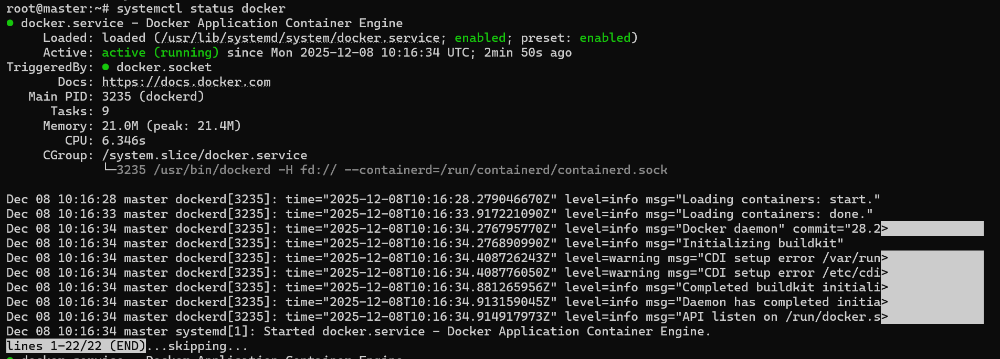 root@master:~# systemctl status docker
● docker.service - Docker Application Container Engine
     Loaded: loaded (/usr/lib/systemd/system/docker.service; enabled; preset: enabled)
     Active: active (running) since Mon 2025-12-08 10:16:34 UTC; 2min 50s ago
TriggeredBy: ● docker.socket
       Docs: https://docs.docker.com
   Main PID: 3235 (dockerd)
      Tasks: 9
     Memory: 21.0M (peak: 21.4M)
        CPU: 6.346s
     CGroup: /system.slice/docker.service
             └─3235 /usr/bin/dockerd -H fd:// --containerd=/run/containerd/containerd.sock

Dec 08 10:16:28 master dockerd[3235]: time="2025-12-08T10:16:28.279046670Z" level=info msg="Loading containers: start."
Dec 08 10:16:33 master dockerd[3235]: time="2025-12-08T10:16:33.917221090Z" level=info msg="Loading containers: done."
Dec 08 10:16:34 master dockerd[3235]: time="2025-12-08T10:16:34.276795770Z" level=info msg="Docker daemon" commit="28.2>
Dec 08 10:16:34 master dockerd[3235]: time="2025-12-08T10:16:34.276890990Z" level=info msg="Initializing buildkit"
Dec 08 10:16:34 master dockerd[3235]: time="2025-12-08T10:16:34.408726243Z" level=warning msg="CDI setup error /var/run>
Dec 08 10:16:34 master dockerd[3235]: time="2025-12-08T10:16:34.408776050Z" level=warning msg="CDI setup error /etc/cdi>
Dec 08 10:16:34 master dockerd[3235]: time="2025-12-08T10:16:34.881265956Z" level=info msg="Completed buildkit initiali>
Dec 08 10:16:34 master dockerd[3235]: time="2025-12-08T10:16:34.913159045Z" level=info msg="Daemon has completed initia>
Dec 08 10:16:34 master dockerd[3235]: time="2025-12-08T10:16:34.914917973Z" level=info msg="API listen on /run/docker.s>
Dec 08 10:16:34 master systemd[1]: Started docker.service - Docker Application Container Engine.
lines 1-22/22 (END)...skipping...
● docker.service - Docker Application Container Engine